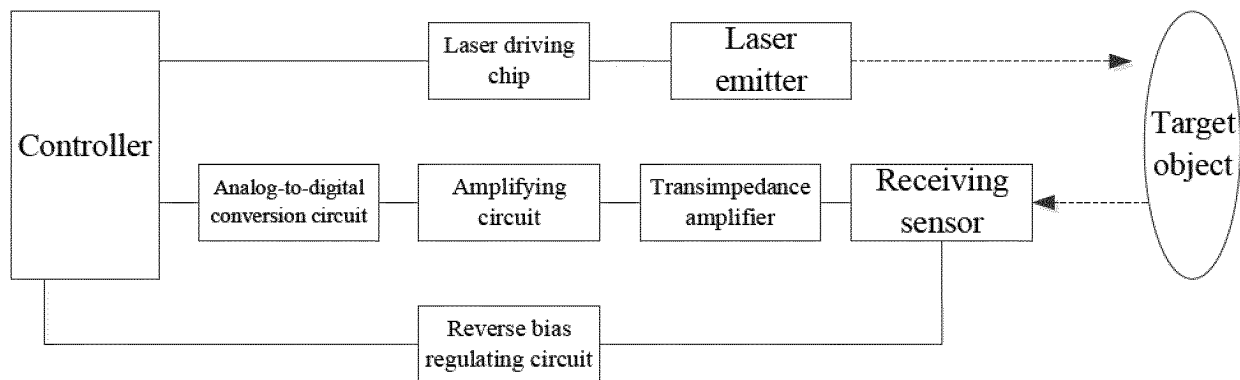 Controller
Laser driving
chip
Laser
emitter
Target
object
Analog-to-digital
conversion circuit
Amplifying
circuit
Transimpedance
amplifier
Receiving
sensor
Reverse bias
regulating circuit